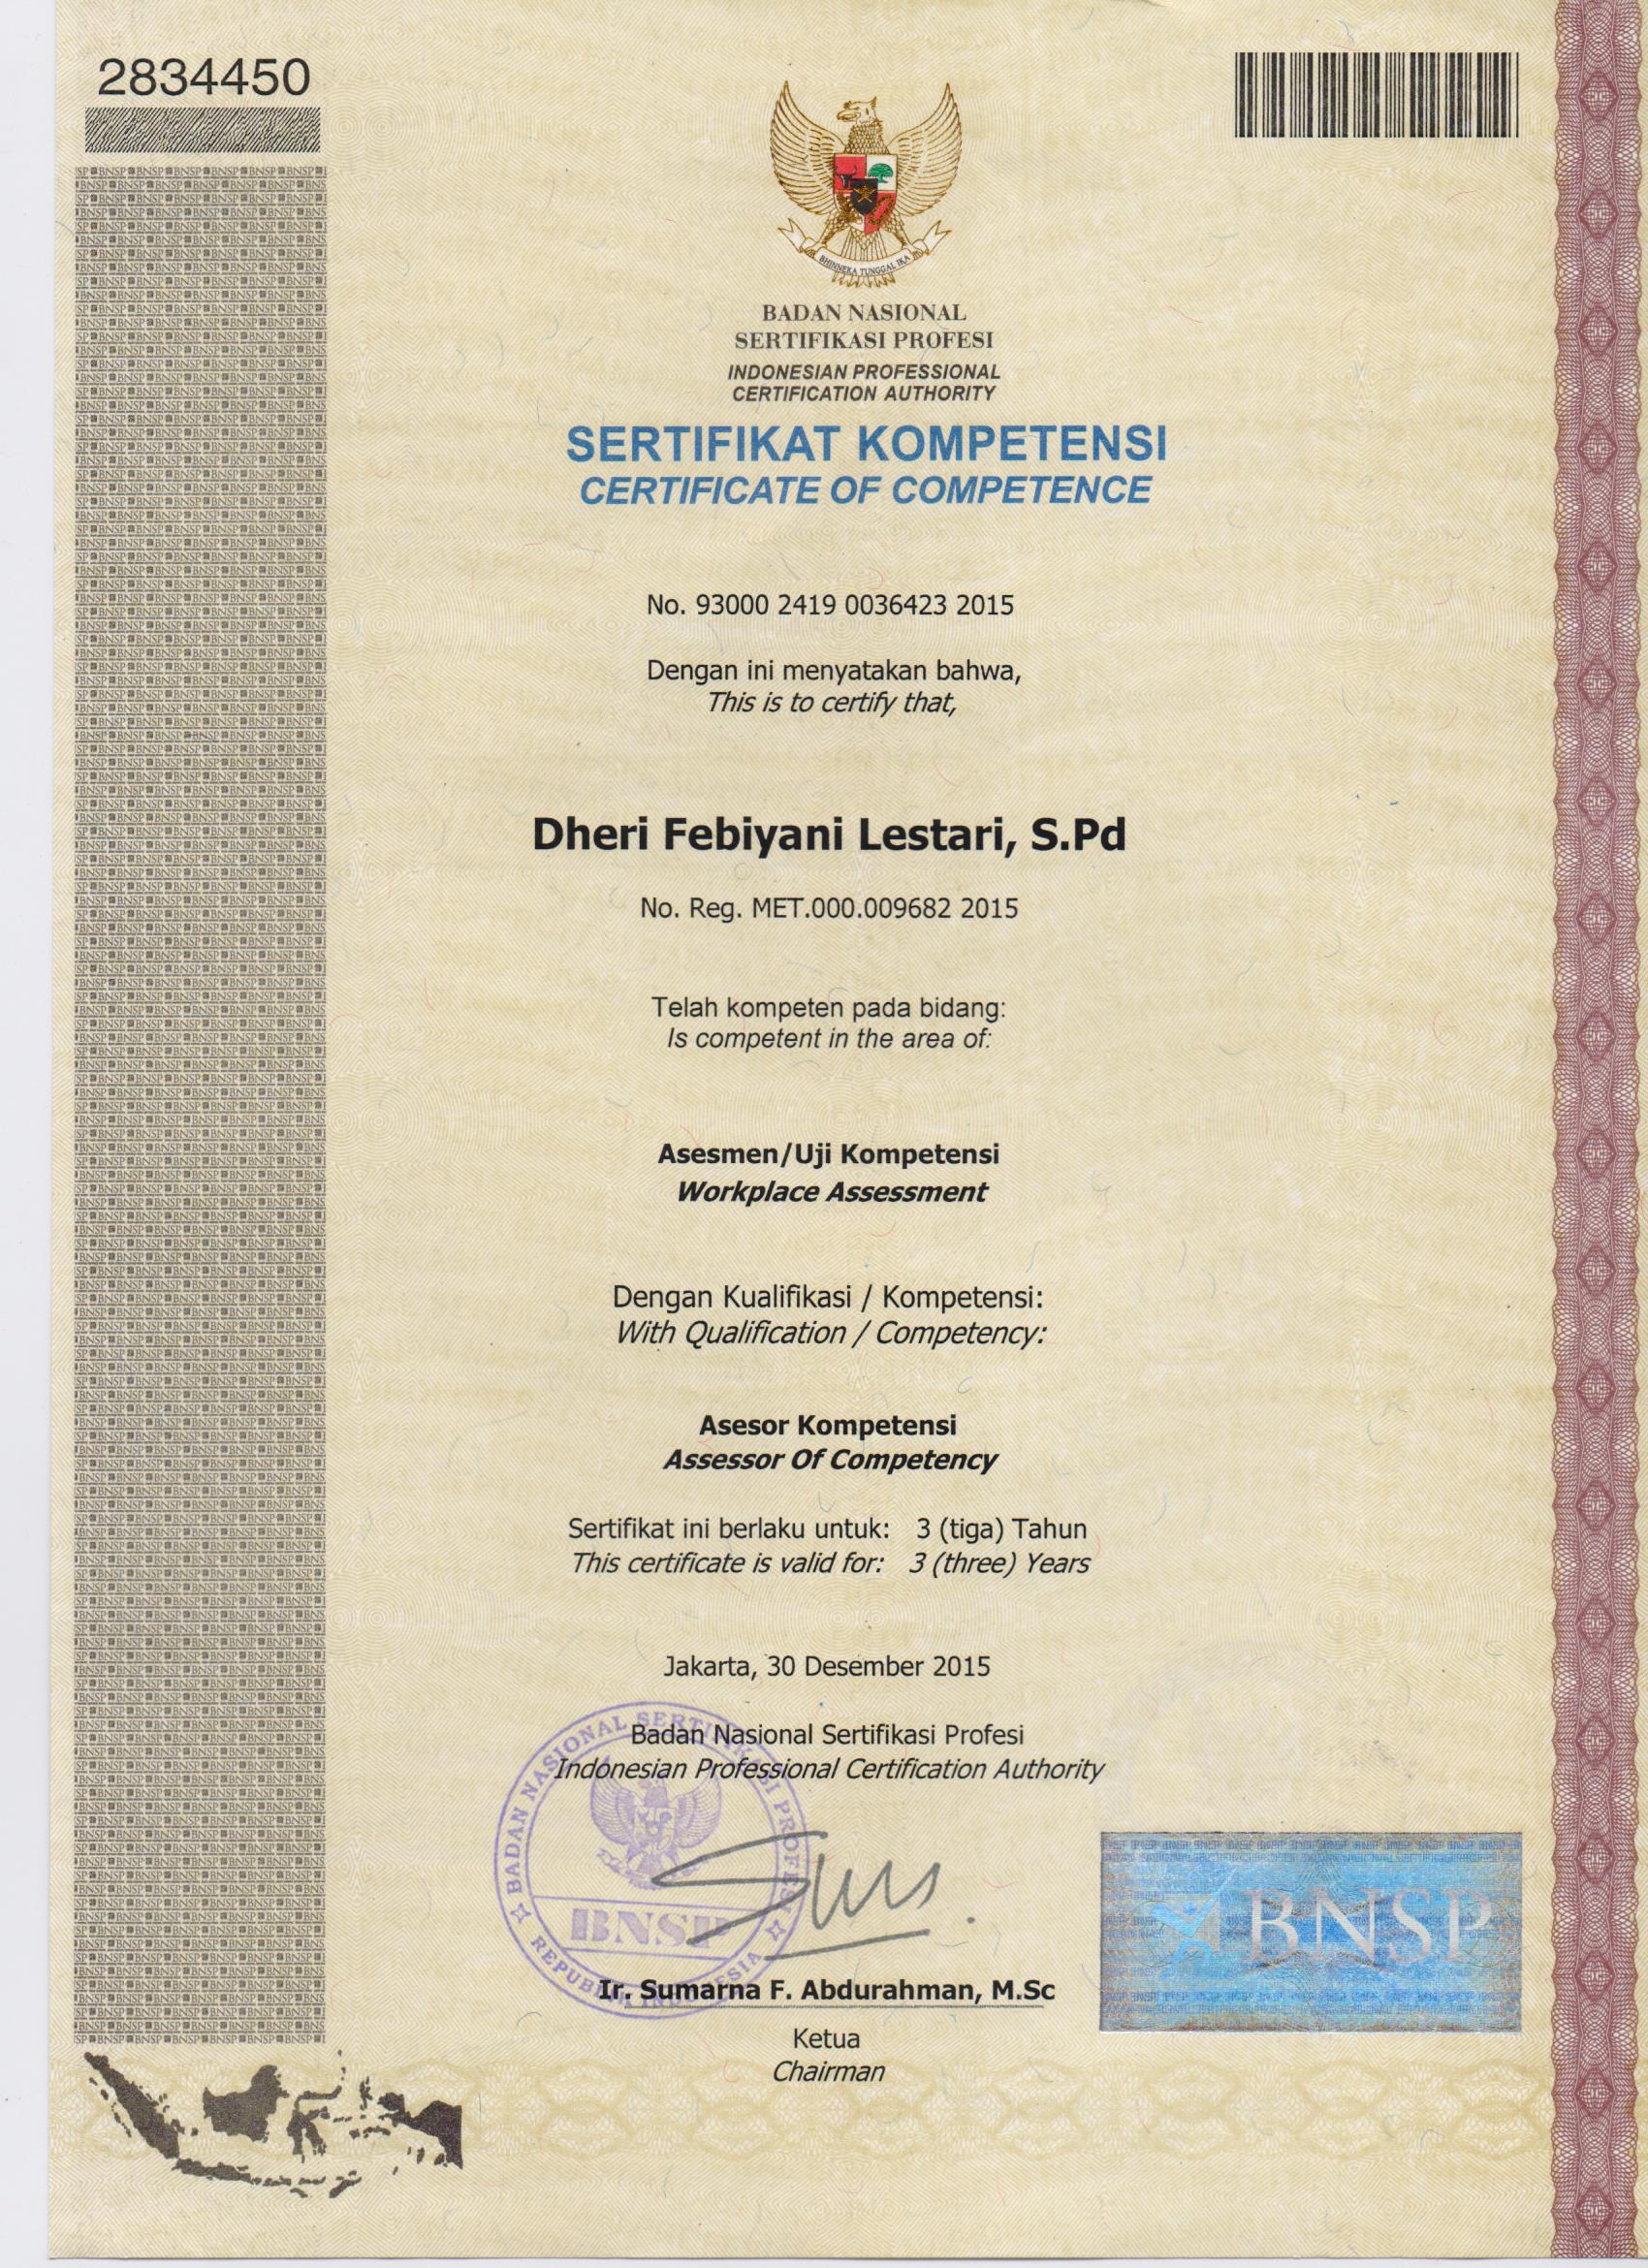 2834450
BHINNEKA TUNGGAL IKA
BADAN NASIONAL
SERTIFIKASI PROFESI
INDONESIAN PROFESSIONAL
CERTIFICATION AUTHORITY
SERTIFIKAT KOMPETENSI
CERTIFICATE OF COMPETENCE
No. 93000 2419 0036423 2015
Dengan ini menyatakan bahwa,
This is to certify that,
Dheri Febiyani Lestari, S.Pd
No. Reg. MET.000.009682 2015
Telah kompeten pada bidang:
Is competent in the area of:
Asesmen/Uji Kompetensi
Workplace Assessment
Dengan Kualifikasi / Kompetensi:
With Qualification / Competency:
Asesor Kompetensi
Assessor Of Competency
Sertifikat ini berlaku untuk: 3 (tiga) Tahun
This certificate is valid for: 3 (three) Years
Jakarta, 30 Desember 2015
Badan Nasional Sertifikasi Profesi
Indonesian Professional Certification Authority
BADAN NASIONAL SERTIFIKASI PROFESI
BNSP
REPUBLIK INDONESIA
BNSP
Ir. Sumarna F. Abdurahman, M.Sc
Ketua
Chairman